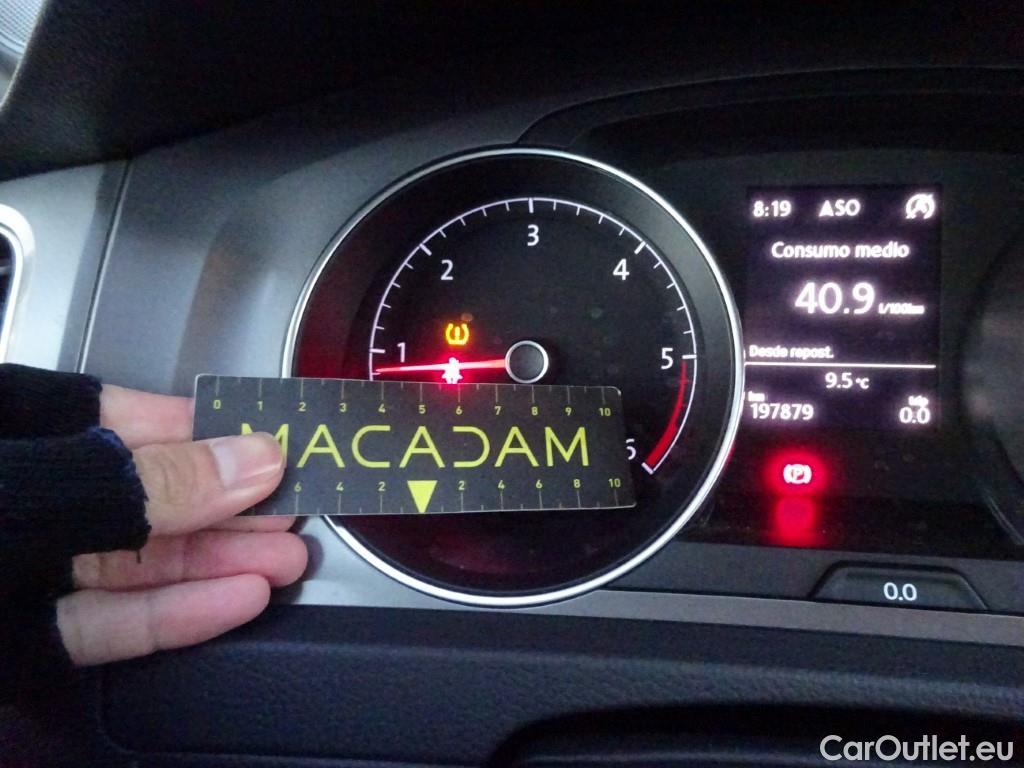 8:19 ASO
Consumo medio
40.9 l/100km
Desde repost.
9.5 °C
km trip
197879 0.0
1 2 3 4 5 6
(P)
0.0
0 1 2 3 4 5 6 7 8 9 10
MACADAM
6 4 2 2 4 6 8 10
CarOutlet.eu